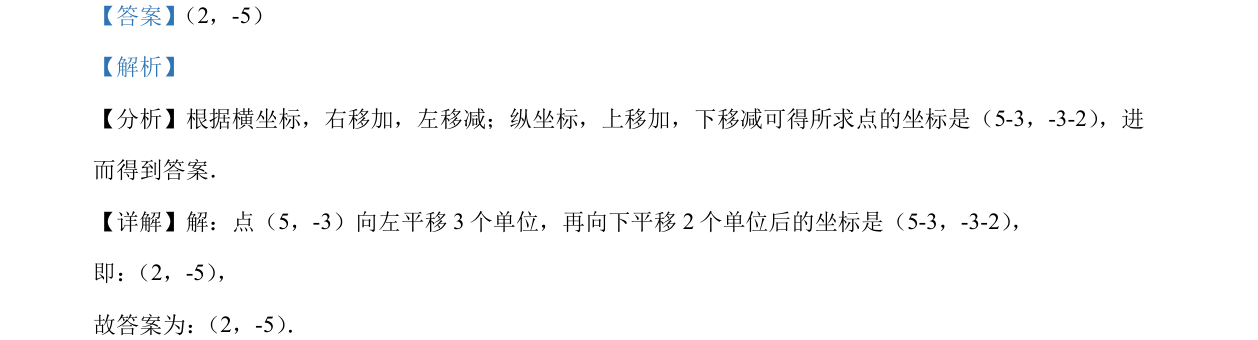 【答案】（2，-5）
【解析】
【分析】根据横坐标，右移加，左移减；纵坐标，上移加，下移减可得所求点的坐标是（5-3，-3-2），进
而得到答案．
【详解】解：点（5，-3）向左平移 3 个单位，再向下平移 2 个单位后的坐标是（5-3，-3-2），
即：（2，-5），
故答案为：（2，-5）．